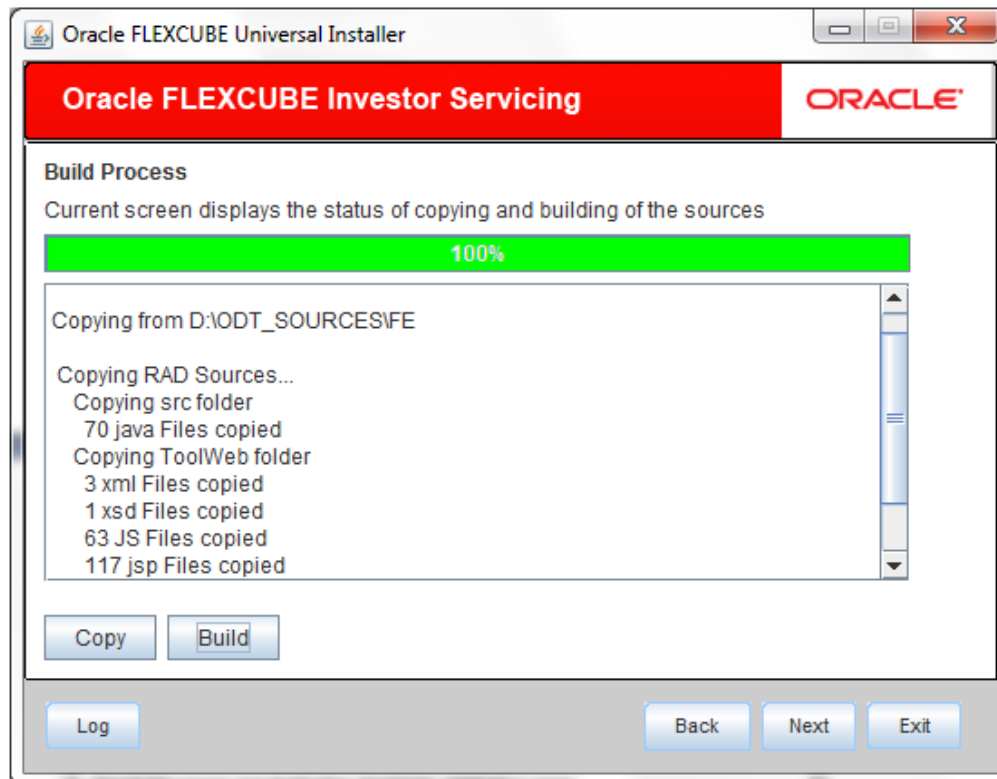 Oracle FLEXCUBE Universal Installer
Oracle FLEXCUBE Investor Servicing
ORACLE
Build Process
Current screen displays the status of copying and building of the sources
100%
Copying from D:\ODT_SOURCES\FE
Copying RAD Sources...
Copying src folder
70 java Files copied
Copying ToolWeb folder
3 xml Files copied
1 xsd Files copied
63 JS Files copied
117 jsp Files copied
Copy Build
Log Back Next Exit